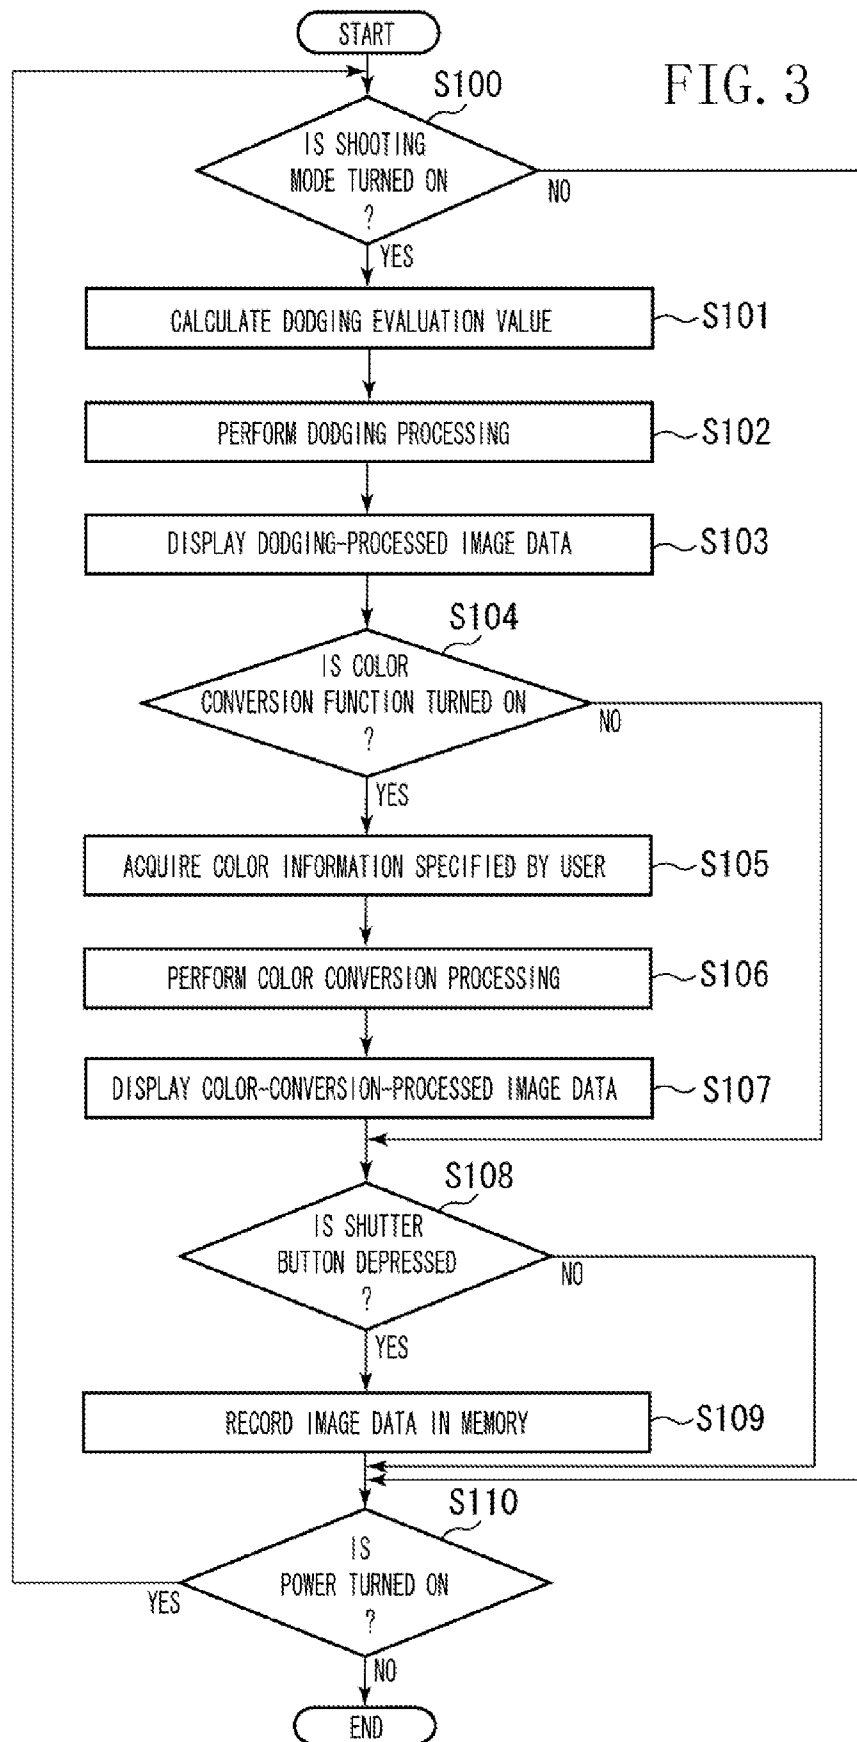 START
FIG. 3
S100
IS SHOOTING
MODE TURNED ON
?
NO
YES
CALCULATE DODGING EVALUATION VALUE
S101
PERFORM DODGING PROCESSING
S102
DISPLAY DODGING-PROCESSED IMAGE DATA
S103
S104
IS COLOR
CONVERSION FUNCTION TURNED ON
?
NO
YES
ACQUIRE COLOR INFORMATION SPECIFIED BY USER
S105
PERFORM COLOR CONVERSION PROCESSING
S106
DISPLAY COLOR-CONVERSION-PROCESSED IMAGE DATA
S107
S108
IS SHUTTER
BUTTON DEPRESSED
?
NO
YES
RECORD IMAGE DATA IN MEMORY
S109
S110
IS
POWER TURNED ON
?
YES
NO
END